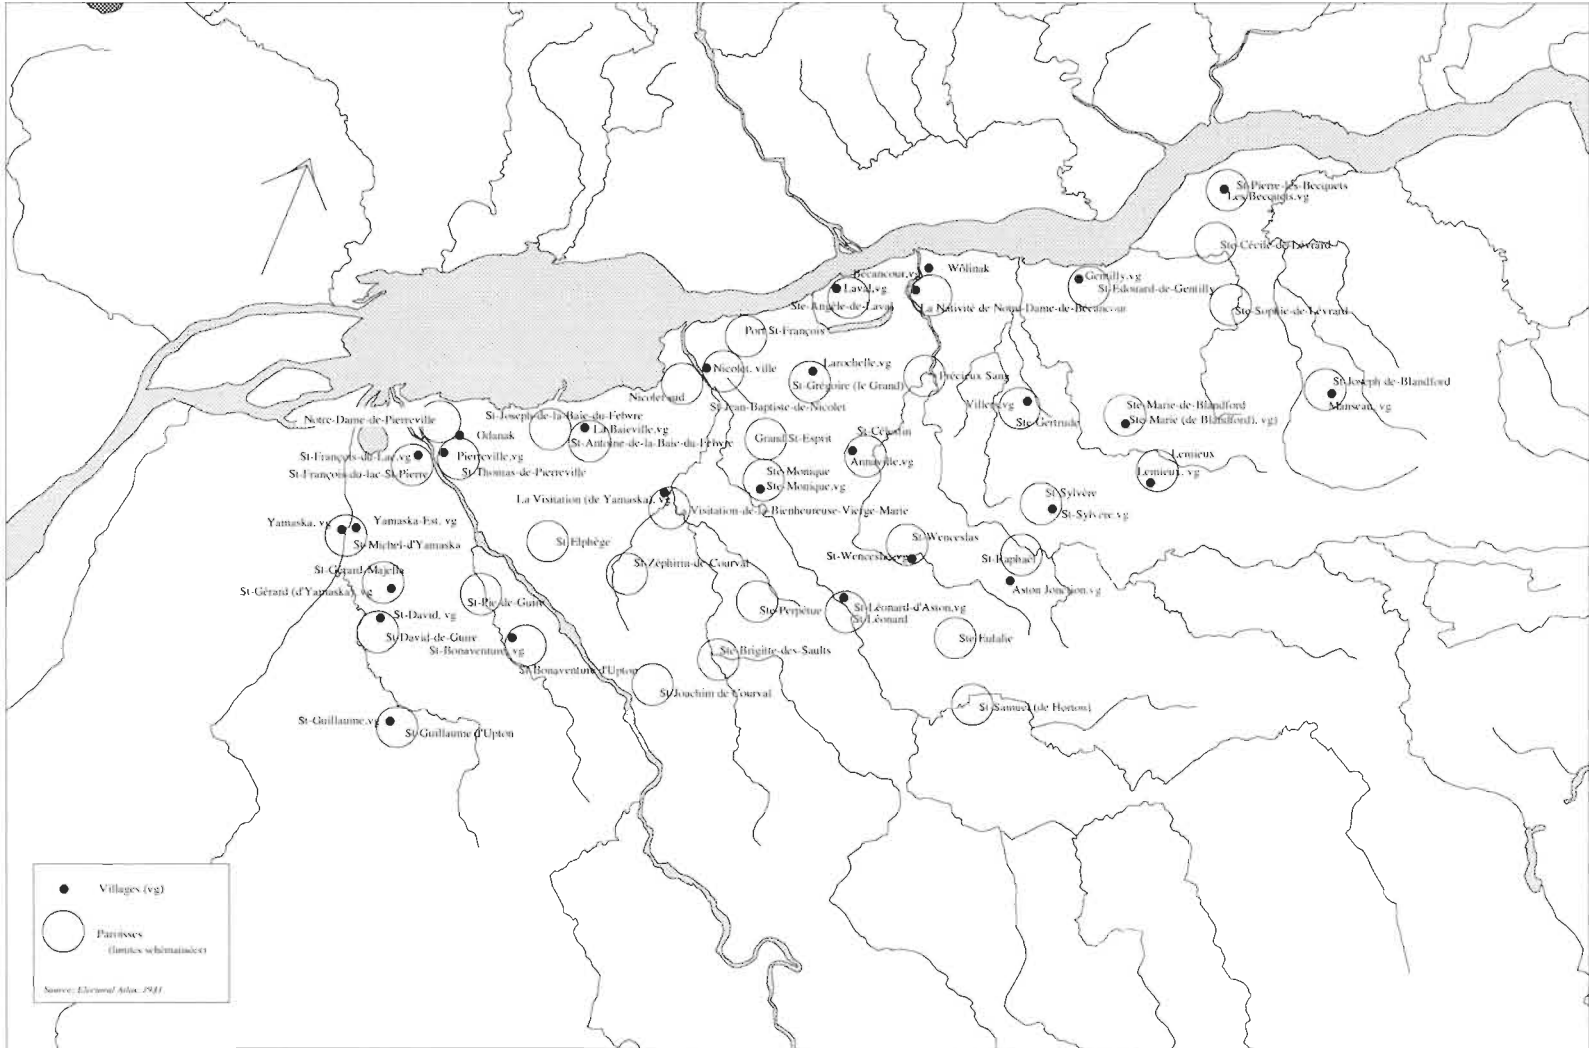 St-Pierre-les-Becquets
Les Becquets, vg
Ste-Cécile-de-Lévrard
Wôlinak
Bécancour, vg
Gentilly, vg
Laval, vg
St-Edouard-de-Gentilly
Ste-Angèle-de-Laval
La Nativité de Notre-Dame-de-Bécancour
Ste-Sophie-de-Lévrard
Port St-François
Larochelle, vg
Nicolet, ville
Précieux Sang
St-Joseph-de-Blandford
St-Grégoire (le Grand)
Nicolet-sud
Manseau, vg
Villers, vg
St-Jean-Baptiste-de-Nicolet
Ste-Marie-de-Blandford
St-Joseph-de-la-Baie-du-Febvre
Notre-Dame-de-Pierreville
Ste-Gertrude
Ste-Marie (de Blandford), vg)
La Baieville, vg
St-Célestin
Odanak
Grand St-Esprit
St-Antoine-de-la-Baie-du-Febvre
St-François-du-Lac, vg
Pierreville, vg
Annaville, vg
Lemieux
St-François-du-lac-St-Pierre
St-Thomas-de-Pierreville
Ste-Monique
Lemieux, vg
Ste-Monique, vg
St-Sylvère
La Visitation (de Yamaska), vg
La Visitation-de-la-Bienheureuse-Vierge-Marie
St-Sylvère, vg
Yamaska, vg
Yamaska-Est, vg
St-Wenceslas
St-Michel-d'Yamaska
St-Elphège
St-Wenceslas, vg
St-Raphaël
St-Zéphirin-de-Courval
St-Gérard-Majella
St-Gérard (d'Yamaska), vg
Aston Jonction, vg
St-Pie-de-Guire
Ste-Perpétue
St-Léonard-d'Aston, vg
St-David, vg
St-Léonard
St-David-de-Guire
Ste-Eulalie
St-Bonaventure, vg
Ste-Brigitte-des-Saults
St-Bonaventure-d'Upton
St-Joachim de Courval
St-Samuel (de Horton)
St-Guillaume, vg
St-Guillaume d'Upton
Villages (vg)
Paroisses
(limites schématisées)
Source: Electoral Atlas, 1941.